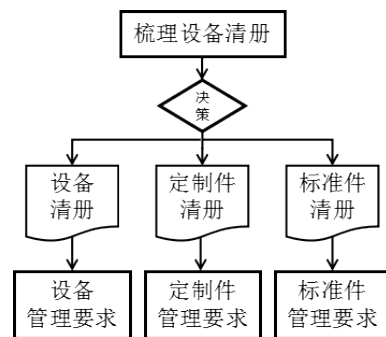 梳理设备清册
决
策
设备
清册
定制件
清册
标准件
清册
设备
管理要求
定制件
管理要求
标准件
管理要求